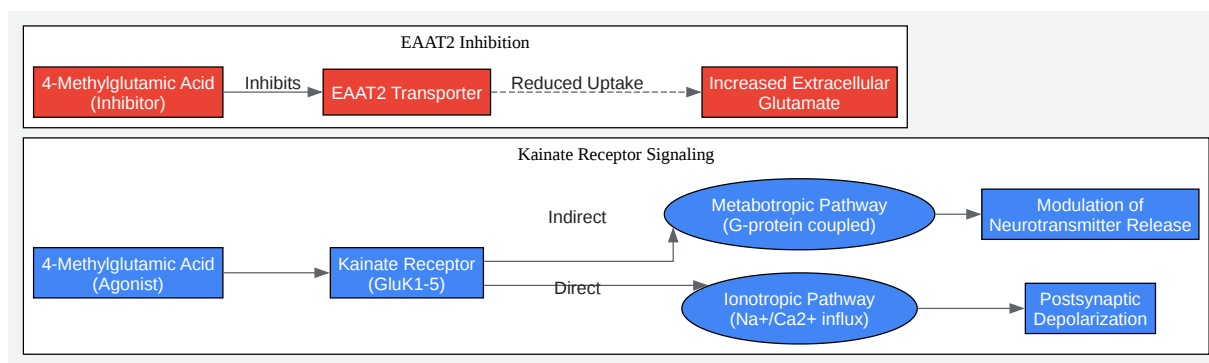 EAAT2 Inhibition
4-Methylglutamic Acid
(Inhibitor)
Inhibits
EAAT2 Transporter
Reduced Uptake
Increased Extracellular
Glutamate
Kainate Receptor Signaling
4-Methylglutamic Acid
(Agonist)
Kainate Receptor
(GluK1-5)
Indirect
Metabotropic Pathway
(G-protein coupled)
Modulation of
Neurotransmitter Release
Direct
Ionotropic Pathway
(Na+/Ca2+ influx)
Postsynaptic
Depolarization